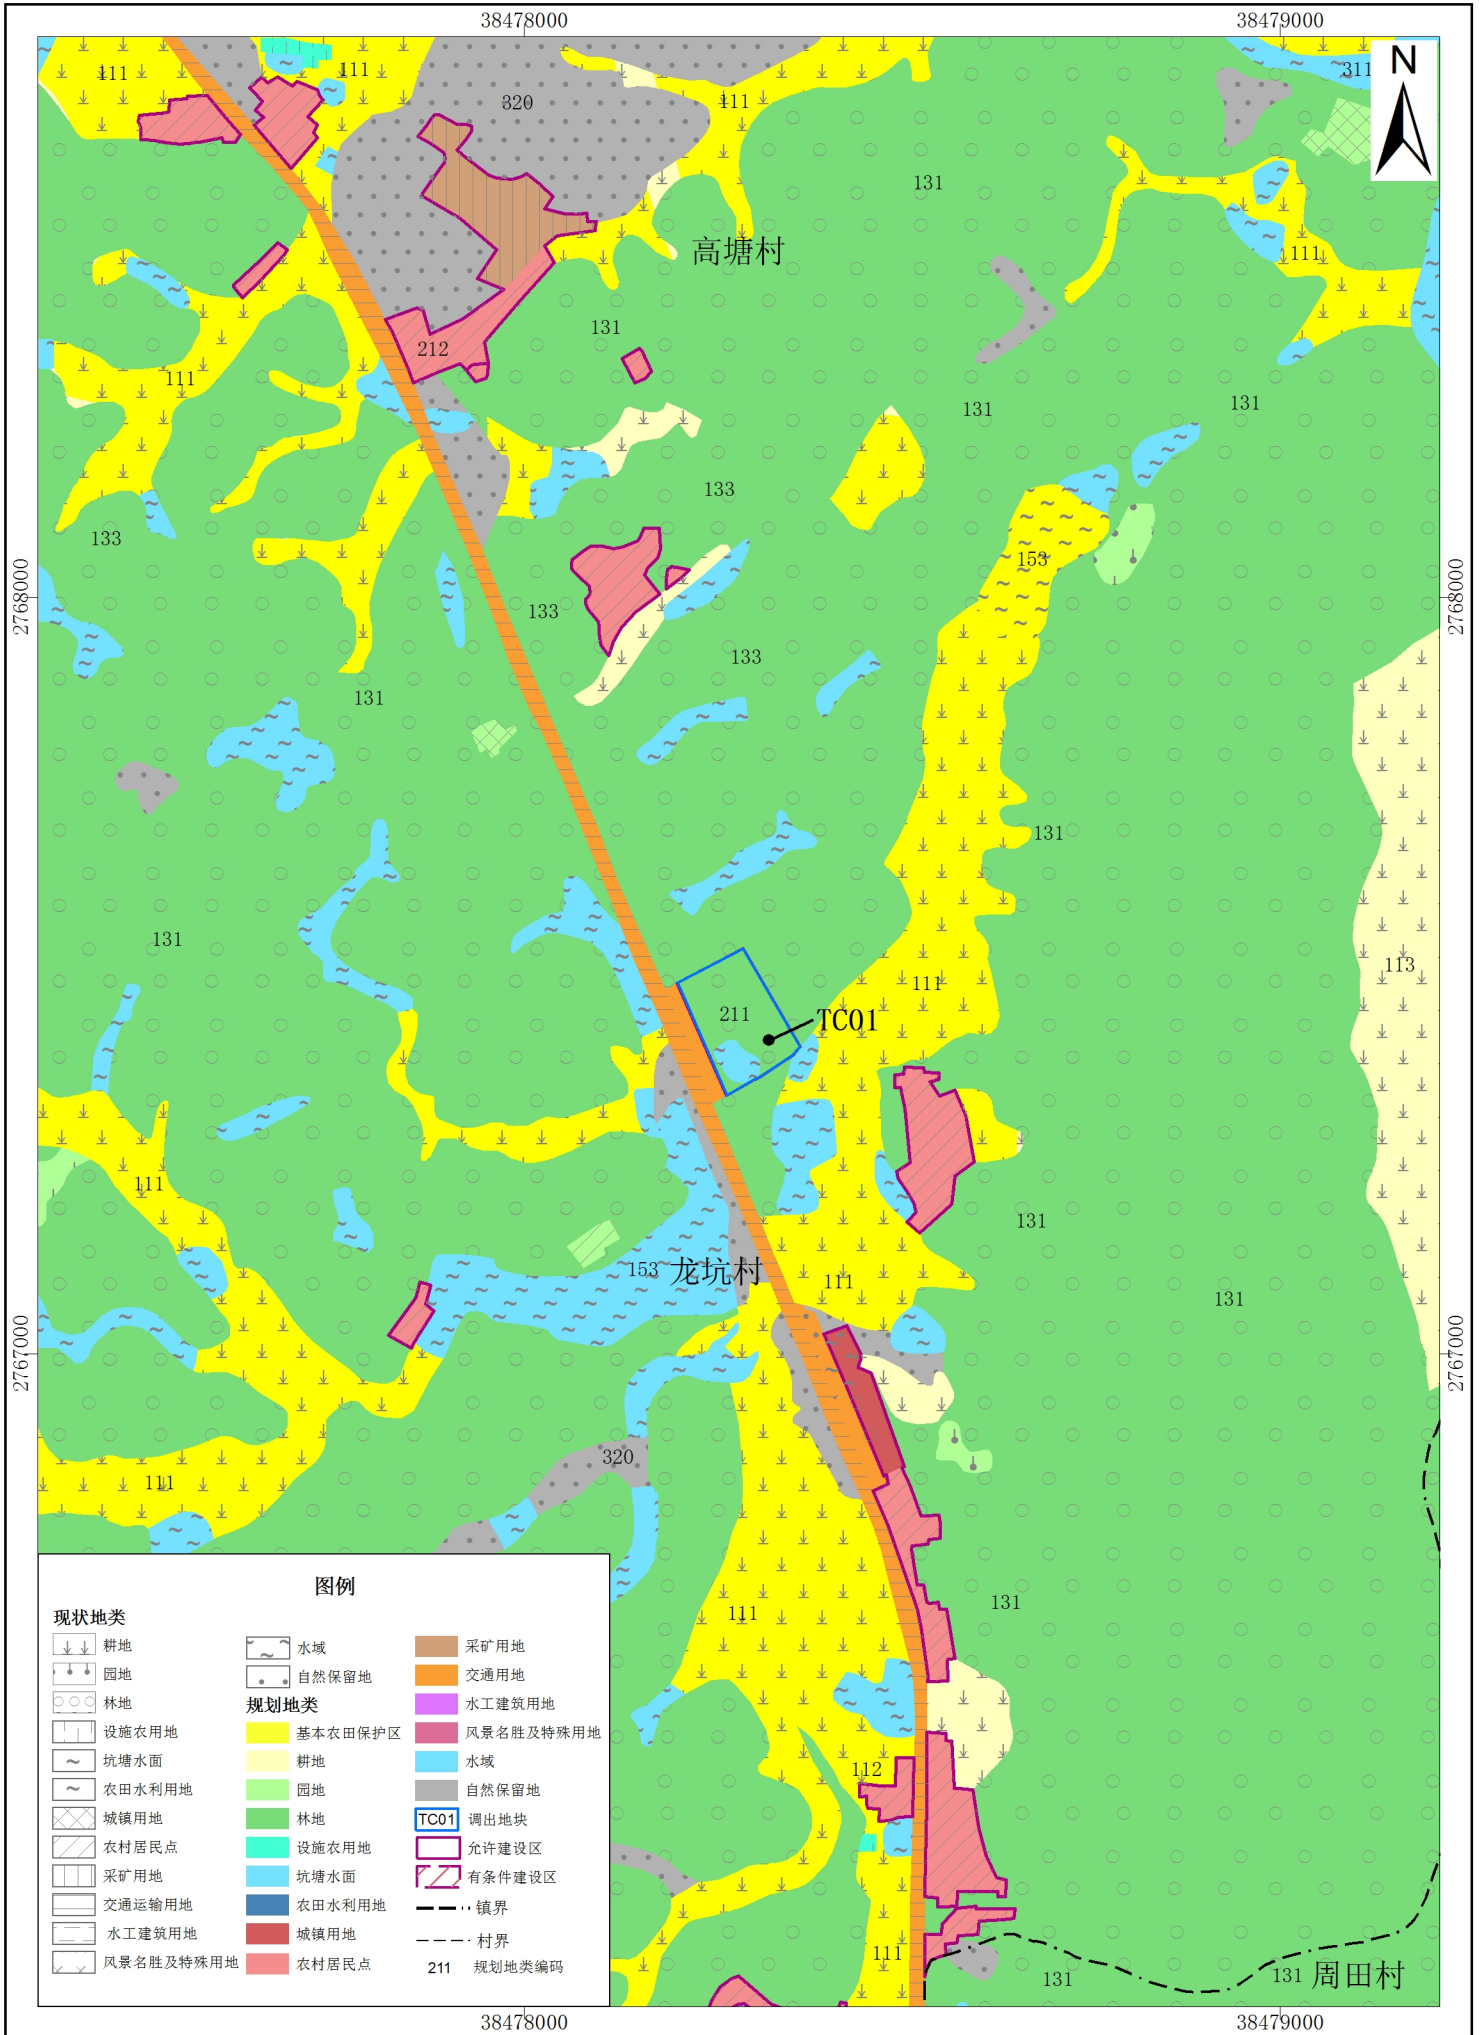 38478000 38479000
N
111
111
320
111
311
131
高塘村
111
131
212
111
131
131
133
133
153
2768000
2768000
133
133
131
131
131
113
111
211
TC01
111
131
153
龙坑村
111
131
2767000
2767000
320
111
131
111
112
111
131
131
周田村
图例
现状地类
耕地
园地
林地
设施农用地
坑塘水面
农田水利用地
城镇用地
农村居民点
采矿用地
交通运输用地
水工建筑用地
风景名胜及特殊用地
水域
自然保留地
规划地类
基本农田保护区
耕地
园地
林地
设施农用地
坑塘水面
农田水利用地
城镇用地
农村居民点
采矿用地
交通用地
水工建筑用地
风景名胜及特殊用地
水域
自然保留地
TC01 调出地块
允许建设区
有条件建设区
镇界
村界
211 规划地类编码
38478000 38479000